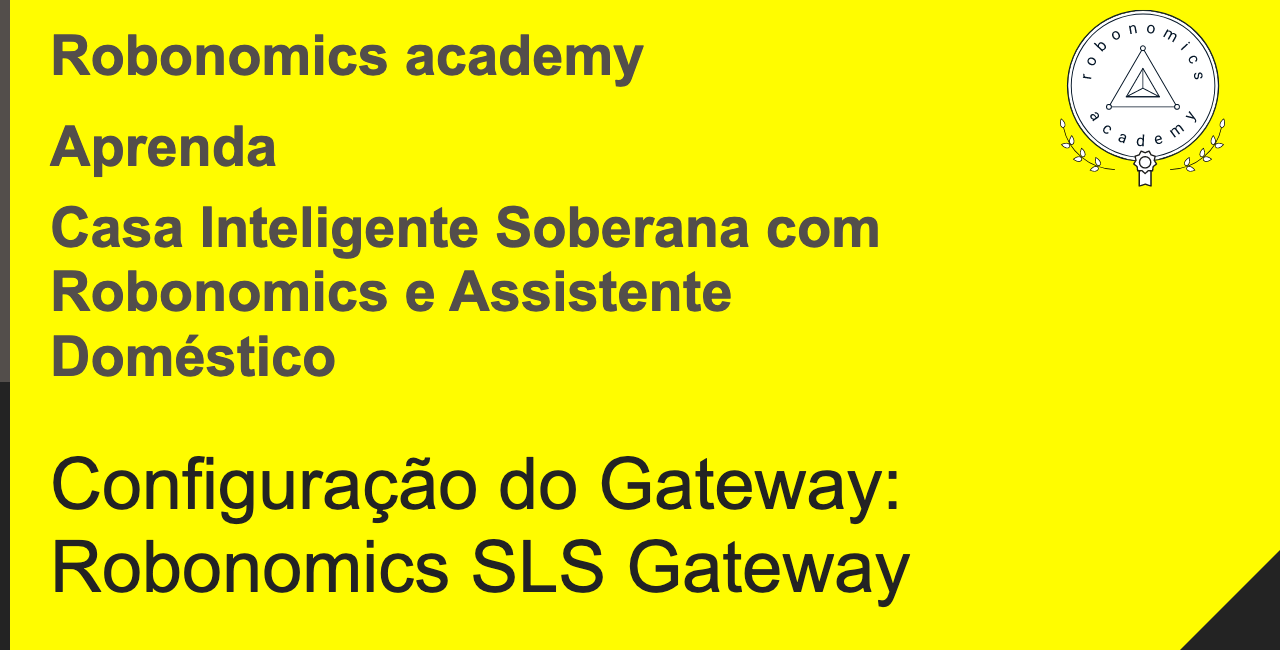 Robonomics academy
robonomics
academy
Aprenda
Casa Inteligente Soberana com
Robonomics e Assistente
Doméstico
Configuração do Gateway:
Robonomics SLS Gateway